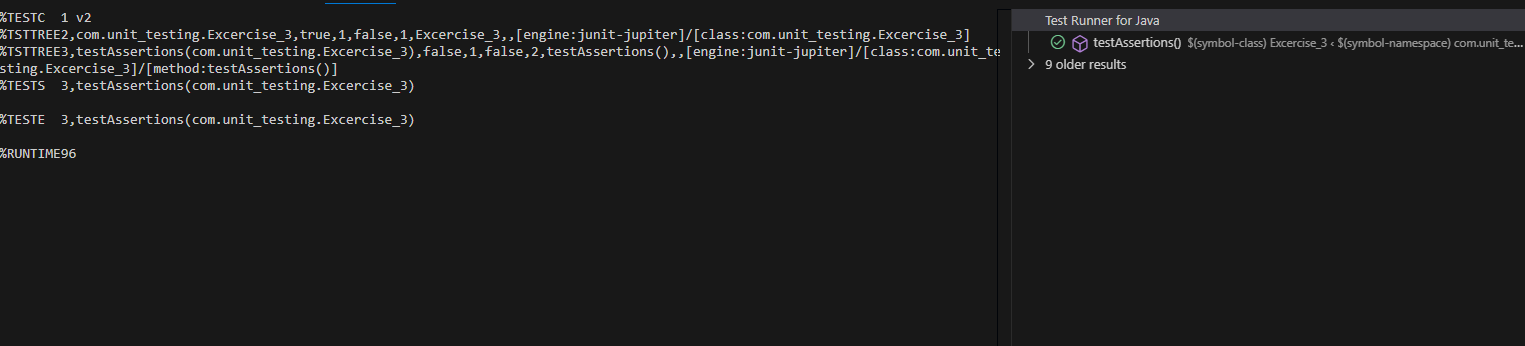 %TESTC  1 v2
%TSTTREE2,com.unit_testing.Excercise_3,true,1,false,1,Excercise_3,,[engine:junit-jupiter]/[class:com.unit_testing.Excercise_3]
%TSTTREE3,testAssertions(com.unit_testing.Excercise_3),false,1,false,2,testAssertions(),,[engine:junit-jupiter]/[class:com.unit_te
sting.Excercise_3]/[method:testAssertions()]
%TESTS  3,testAssertions(com.unit_testing.Excercise_3)
%TESTE  3,testAssertions(com.unit_testing.Excercise_3)
%RUNTIME96
Test Runner for Java
testAssertions() $(symbol-class) Excercise_3 ‹ $(symbol-namespace) com.unit_te...
9 older results